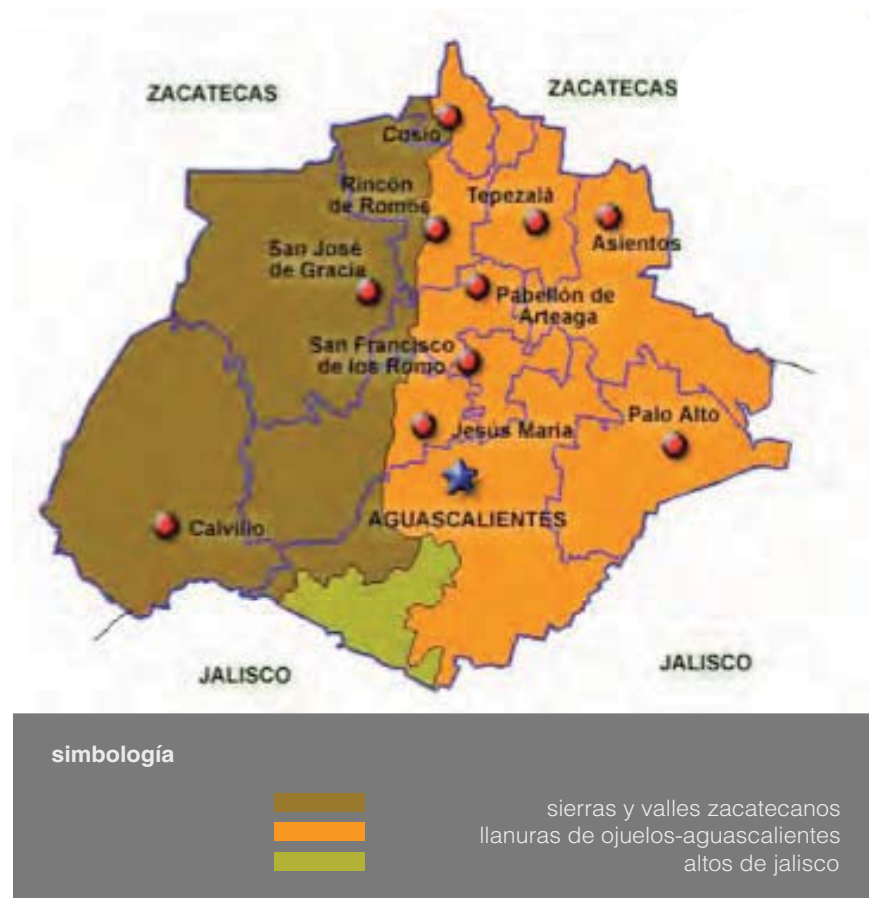 ZACATECAS
ZACATECAS
Cosio
Rincón
de Romos
Tepezalá
Asientos
San José
de Gracia
Pabellón de
Arteaga
San Francisco
de los Romo
Palo Alto
Jesús María
AGUASCALIENTES
Calvillo
JALISCO
JALISCO
simbología
sierras y valles zacatecanos
llanuras de ojuelos-aguascalientes
altos de jalisco